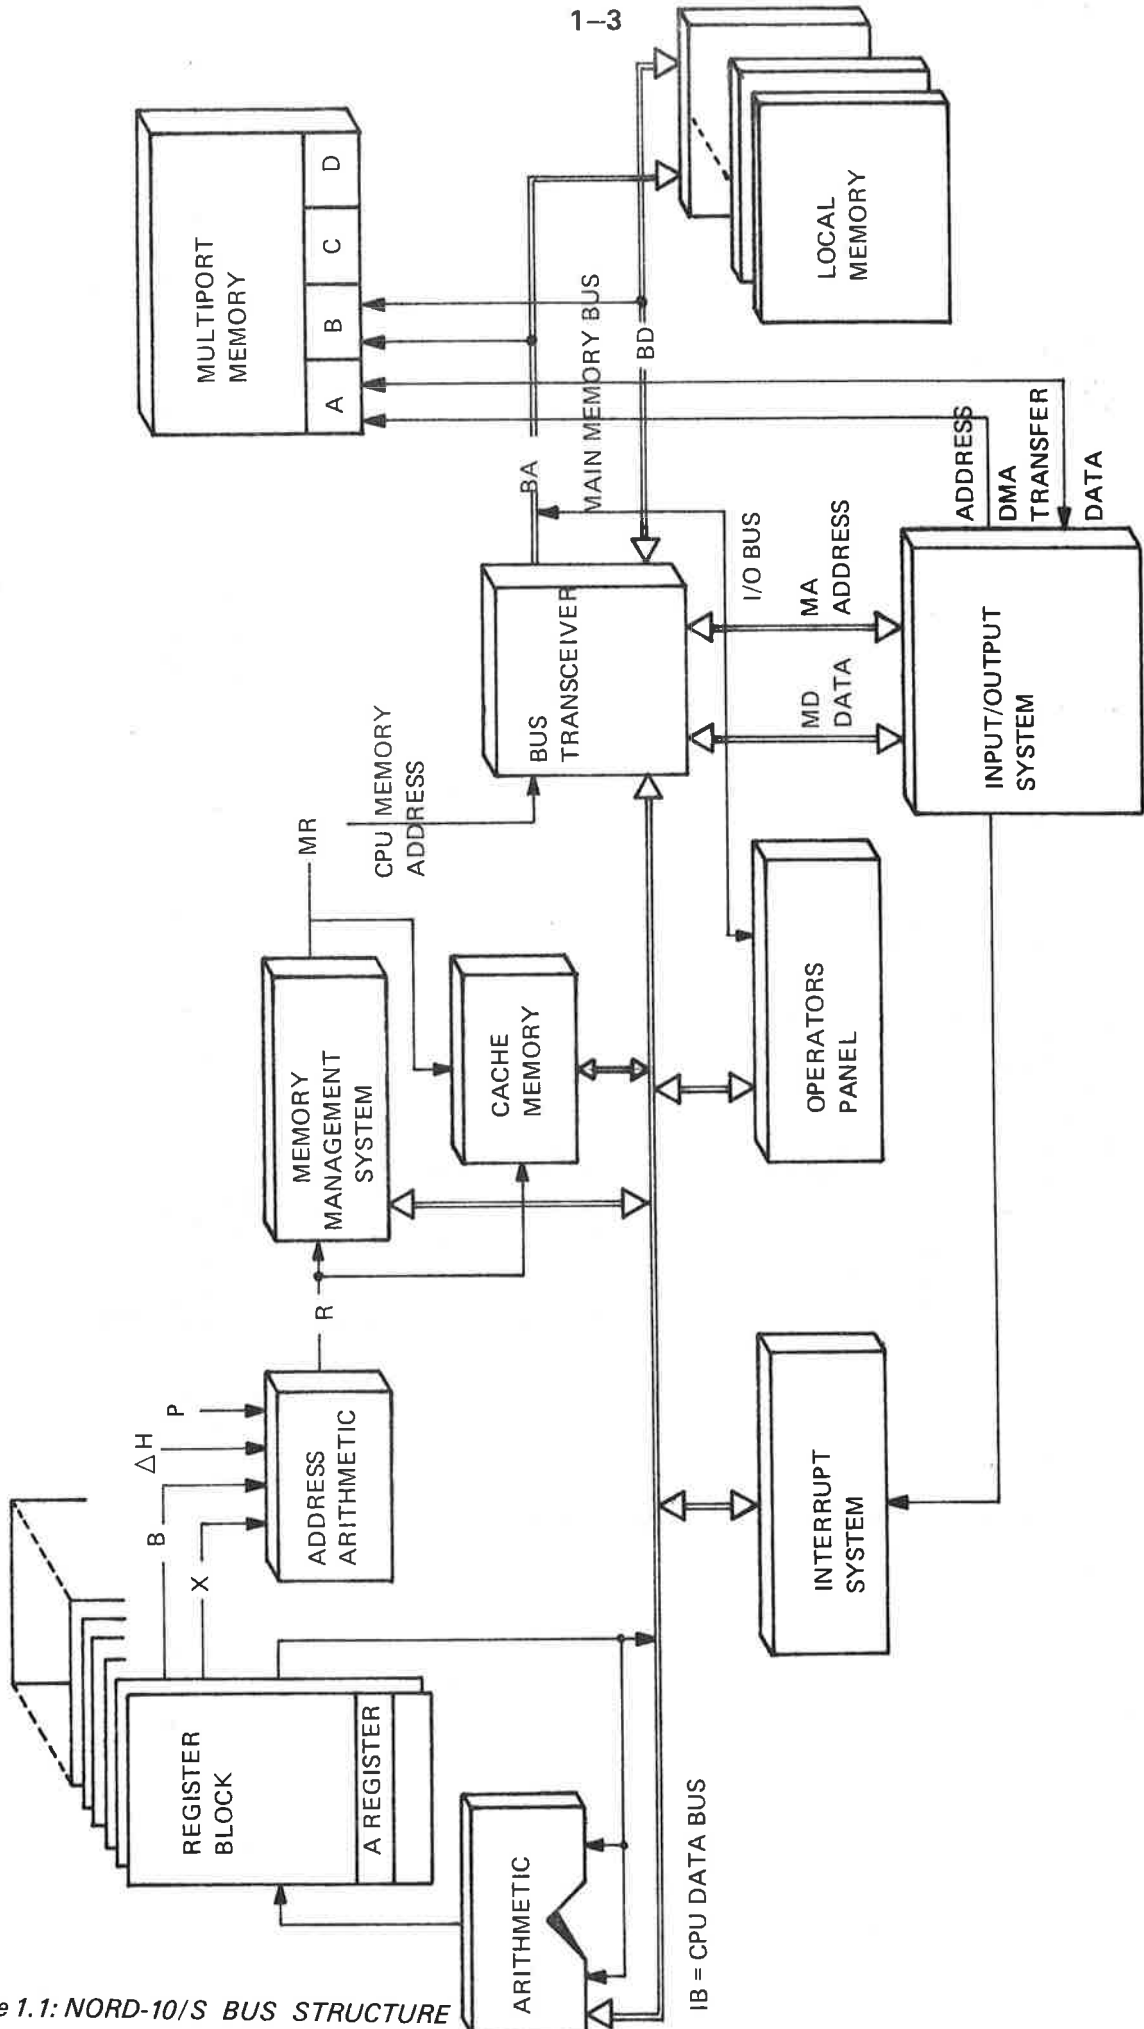 1–3
MULTIPORT
MEMORY
A
B
C
D
LOCAL
MEMORY
BA
MAIN MEMORY BUS
BD
ADDRESS
DMA
TRANSFER
DATA
BUS
TRANSCEIVER
I/O BUS
MA
ADDRESS
MD
DATA
INPUT/OUTPUT
SYSTEM
CPU MEMORY
ADDRESS
MR
MEMORY
MANAGEMENT
SYSTEM
CACHE
MEMORY
OPERATORS
PANEL
R
P
△H
B
X
ADDRESS
ARITHMETIC
INTERRUPT
SYSTEM
REGISTER
BLOCK
A REGISTER
ARITHMETIC
IB = CPU DATA BUS
e 1.1: NORD-10/S BUS STRUCTURE